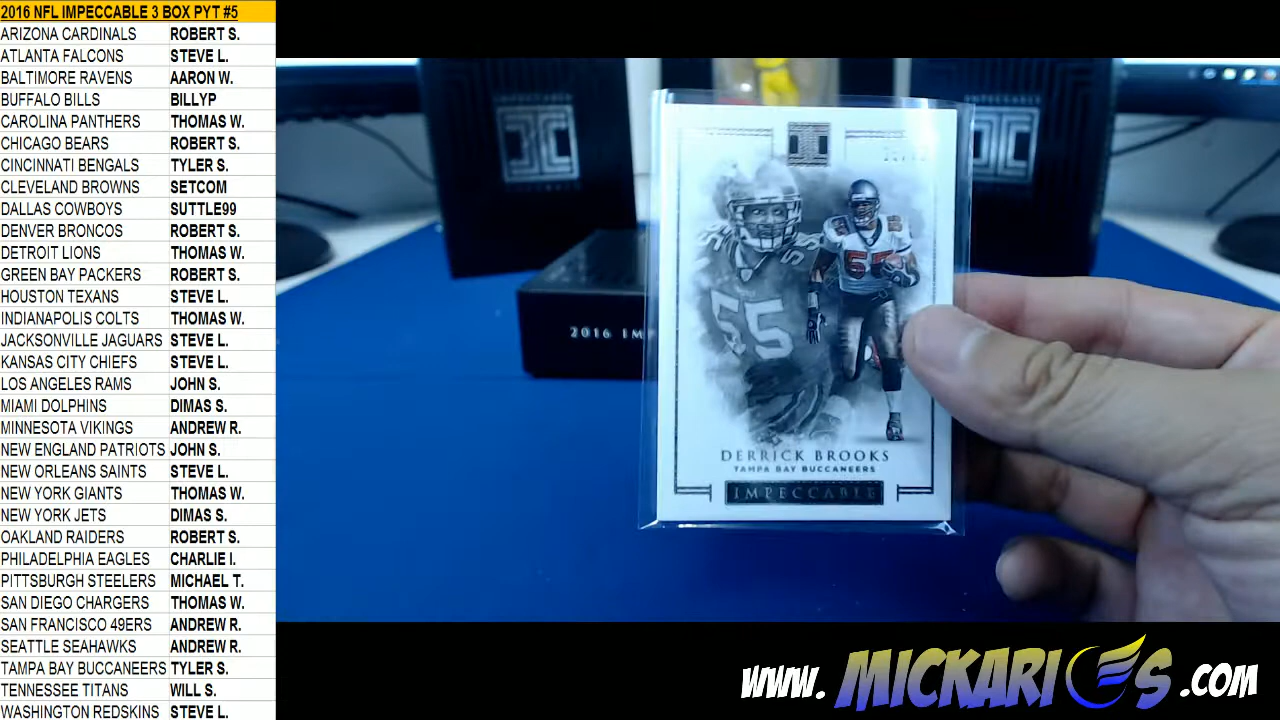 2016 NFL IMPECCABLE 3 BOX PYT #5
ARIZONA CARDINALS ROBERT S.
ATLANTA FALCONS STEVE L.
BALTIMORE RAVENS AARON W.
BUFFALO BILLS BILLYP
CAROLINA PANTHERS THOMAS W.
CHICAGO BEARS ROBERT S.
CINCINNATI BENGALS TYLER S.
CLEVELAND BROWNS SETCOM
DALLAS COWBOYS SUTTLE99
DENVER BRONCOS ROBERT S.
DETROIT LIONS THOMAS W.
GREEN BAY PACKERS ROBERT S.
HOUSTON TEXANS STEVE L.
INDIANAPOLIS COLTS THOMAS W.
JACKSONVILLE JAGUARS STEVE L.
KANSAS CITY CHIEFS STEVE L.
LOS ANGELES RAMS JOHN S.
MIAMI DOLPHINS DIMAS S.
MINNESOTA VIKINGS ANDREW R.
NEW ENGLAND PATRIOTS JOHN S.
NEW ORLEANS SAINTS STEVE L.
NEW YORK GIANTS THOMAS W.
NEW YORK JETS DIMAS S.
OAKLAND RAIDERS ROBERT S.
PHILADELPHIA EAGLES CHARLIE I.
PITTSBURGH STEELERS MICHAEL T.
SAN DIEGO CHARGERS THOMAS W.
SAN FRANCISCO 49ERS ANDREW R.
SEATTLE SEAHAWKS ANDREW R.
TAMPA BAY BUCCANEERS TYLER S.
TENNESSEE TITANS WILL S.
WASHINGTON REDSKINS STEVE L.
IMPECCABLE
IMPECCABLE
2016 IMP
55
55
DERRICK BROOKS
TAMPA BAY BUCCANEERS
IMPECCABLE
www.MICKARIES.com